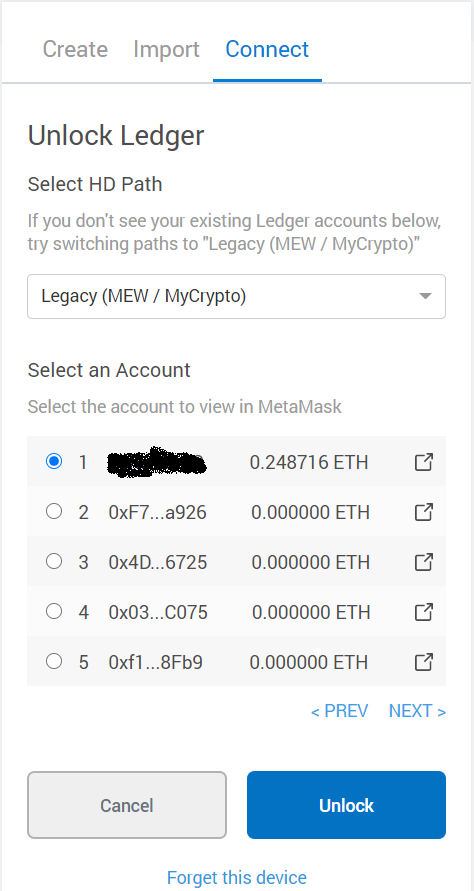 Create Import Connect
Unlock Ledger
Select HD Path
If you don't see your existing Ledger accounts below,
try switching paths to "Legacy (MEW / MyCrypto)"
Legacy (MEW / MyCrypto)
Select an Account
Select the account to view in MetaMask
1 0.248716 ETH
2 0xF7...a926 0.000000 ETH
3 0x4D...6725 0.000000 ETH
4 0x03...C075 0.000000 ETH
5 0xf1...8Fb9 0.000000 ETH
< PREV NEXT >
Cancel Unlock
Forget this device